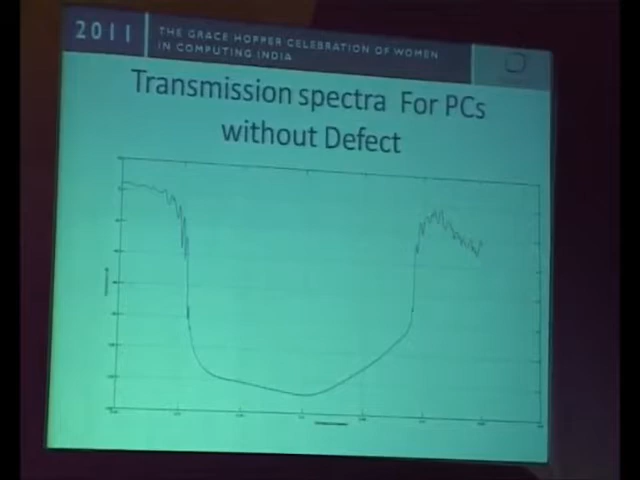 2011
THE GRACE HOPPER CELEBRATION OF WOMEN
IN COMPUTING INDIA
Transmission spectra For PCs
without Defect